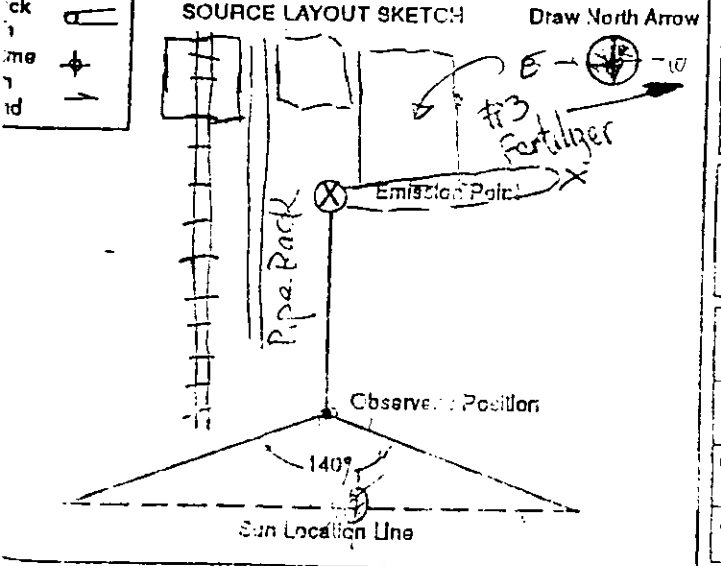 SOURCE LAYOUT SKETCH
Draw North Arrow
ck
me
nd
E
W
#3
Fertilizer
X
Emission Point
X
Pipe Rack
Observer's Position
140°
Sun Location Line